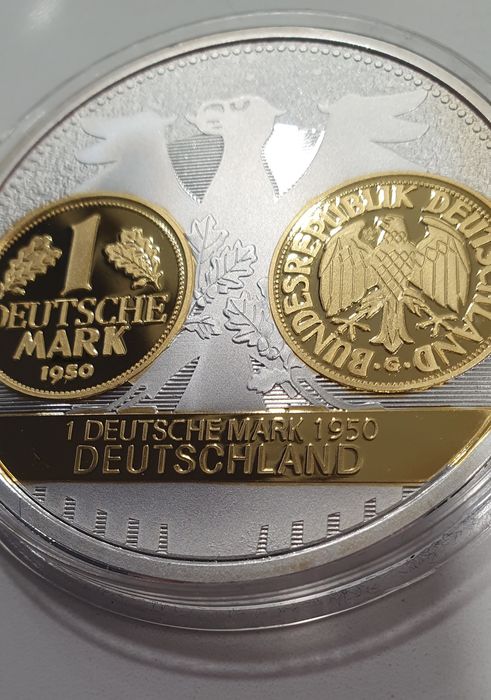 1
DEUTSCHE
MARK
1950
BUNDESREPUBLIK DEUTSCHLAND
· G ·
1 DEUTSCHE MARK 1950
DEUTSCHLAND